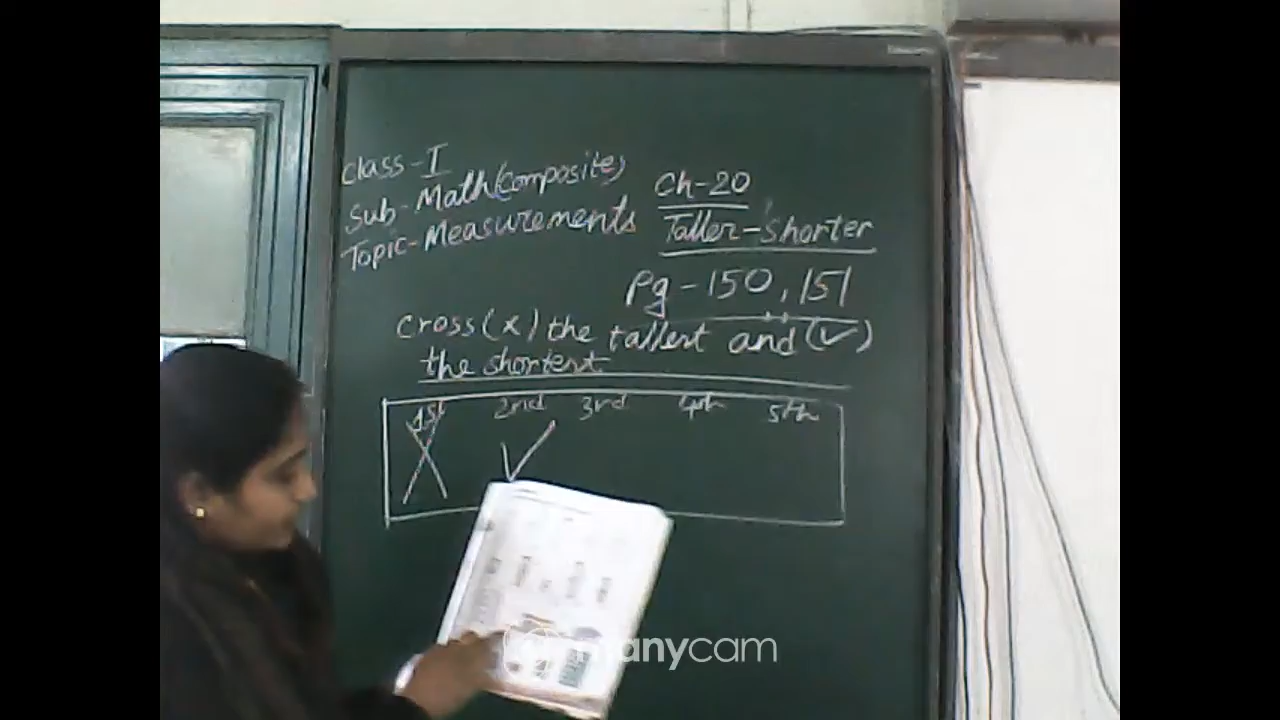 Class-I
Sub-Math(Composite)
Topic-Measurements
Ch-20
Taller-Shorter
Pg-150,151
Cross(x) the tallest and (✓)
the shortest
1st 2nd 3rd 4th 5th
manycam